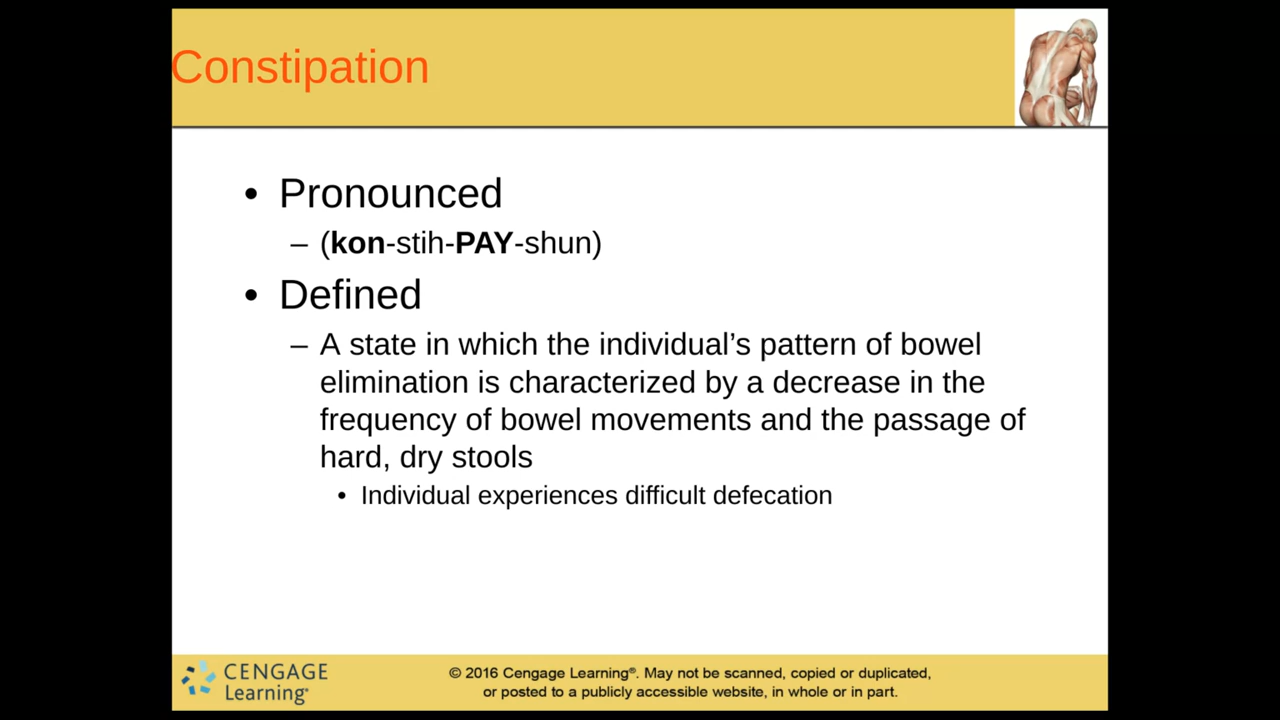 Constipation
• Pronounced
– (kon-stih-PAY-shun)
• Defined
– A state in which the individual’s pattern of bowel
elimination is characterized by a decrease in the
frequency of bowel movements and the passage of
hard, dry stools
• Individual experiences difficult defecation
CENGAGE
Learning®
© 2016 Cengage Learning®. May not be scanned, copied or duplicated,
or posted to a publicly accessible website, in whole or in part.